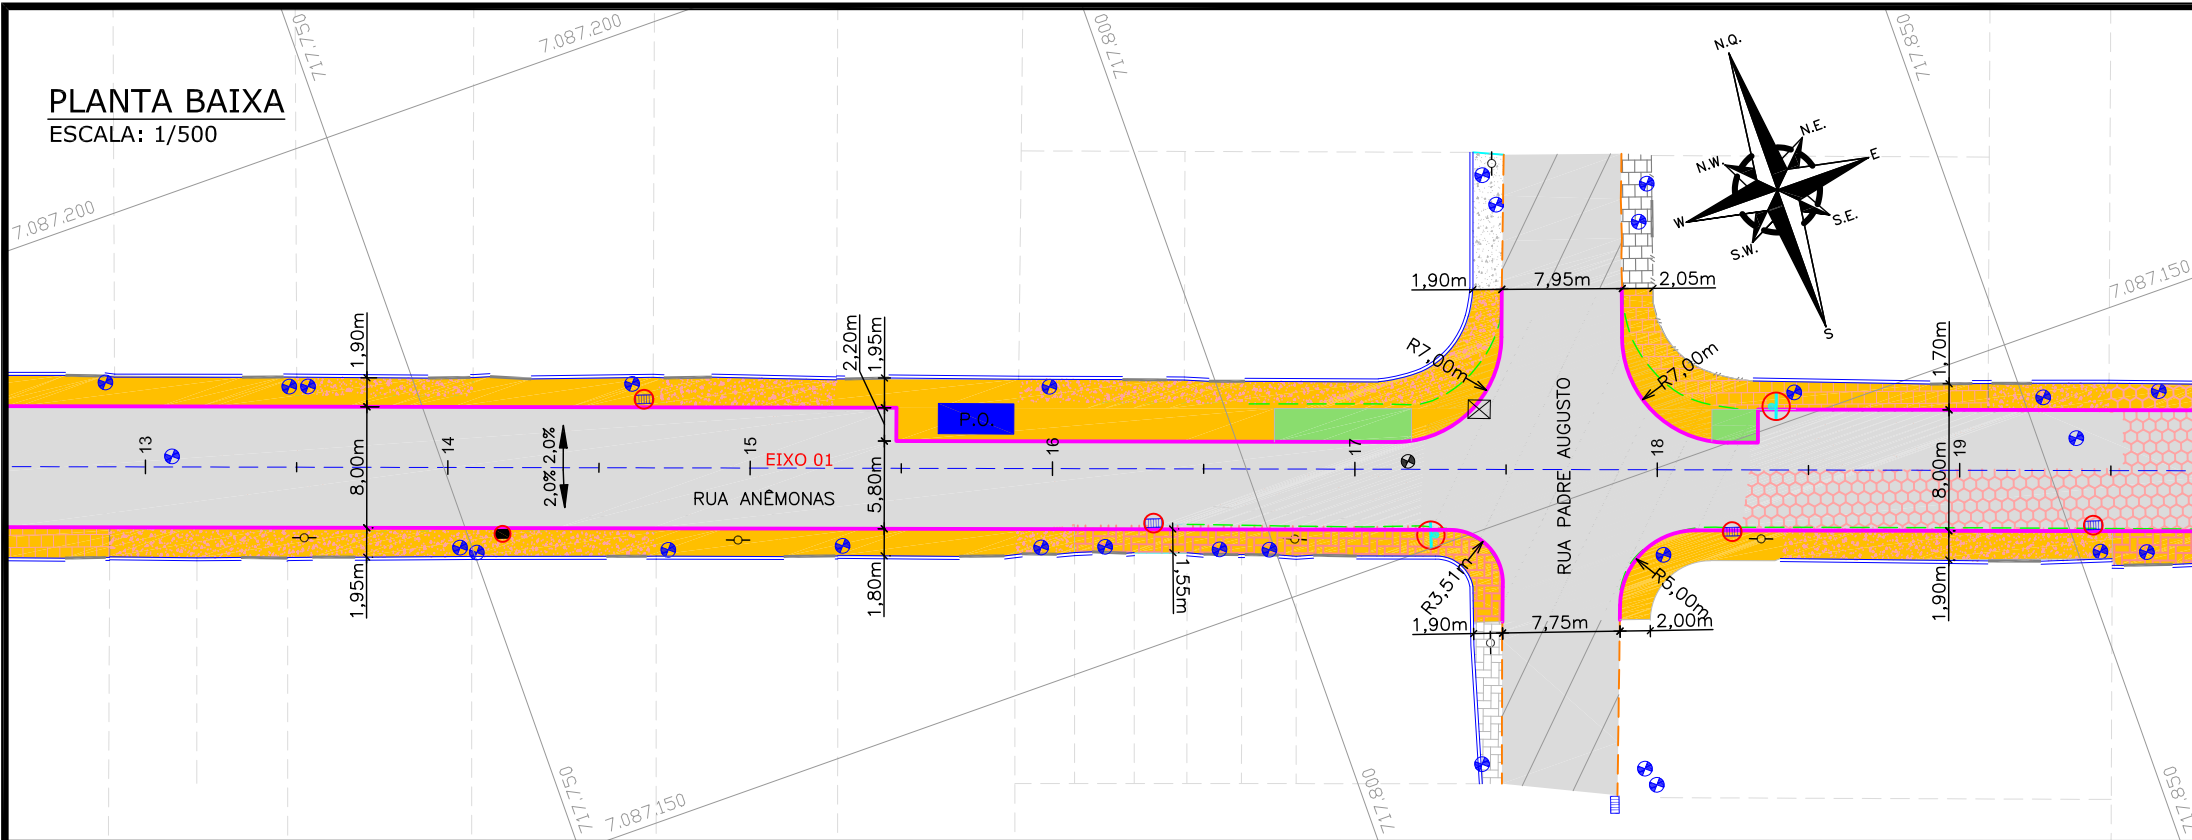 PLANTA BAIXA
ESCALA: 1/500
717.750
7.087.200
717.800
717.850
N.Q.
N.E.
E
N.W.
W
S.E.
S.W.
S
7.087.200
7.087.150
1,90m
7,95m
2,05m
1,90m
2,20m
1,95m
R7,00m
R7,00m
1,70m
P.O.
13
14
15
16
17
18
19
2,0%
2,0%
EIXO 01
RUA ANÊMONAS
8,00m
5,80m
8,00m
RUA PADRE AUGUSTO
1,95m
1,80m
1,55m
R3,51m
R5,00m
1,90m
1,90m
7,75m
2,00m
717.750
7.087.150
717.800
717.850